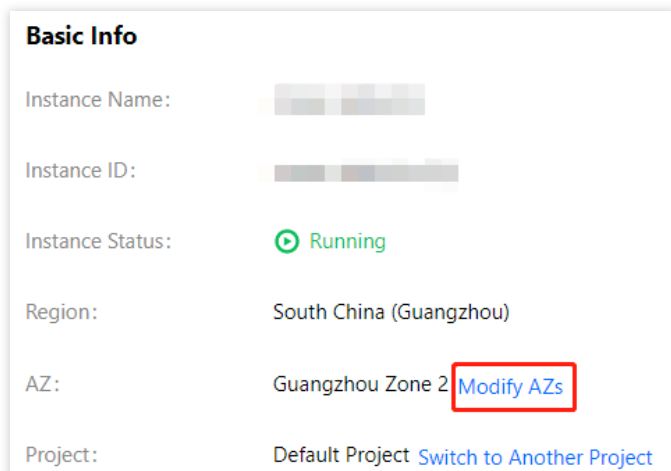 Basic Info
Instance Name:
Instance ID:
Instance Status: Running
Region: South China (Guangzhou)
AZ: Guangzhou Zone 2 Modify AZs
Project: Default Project Switch to Another Project